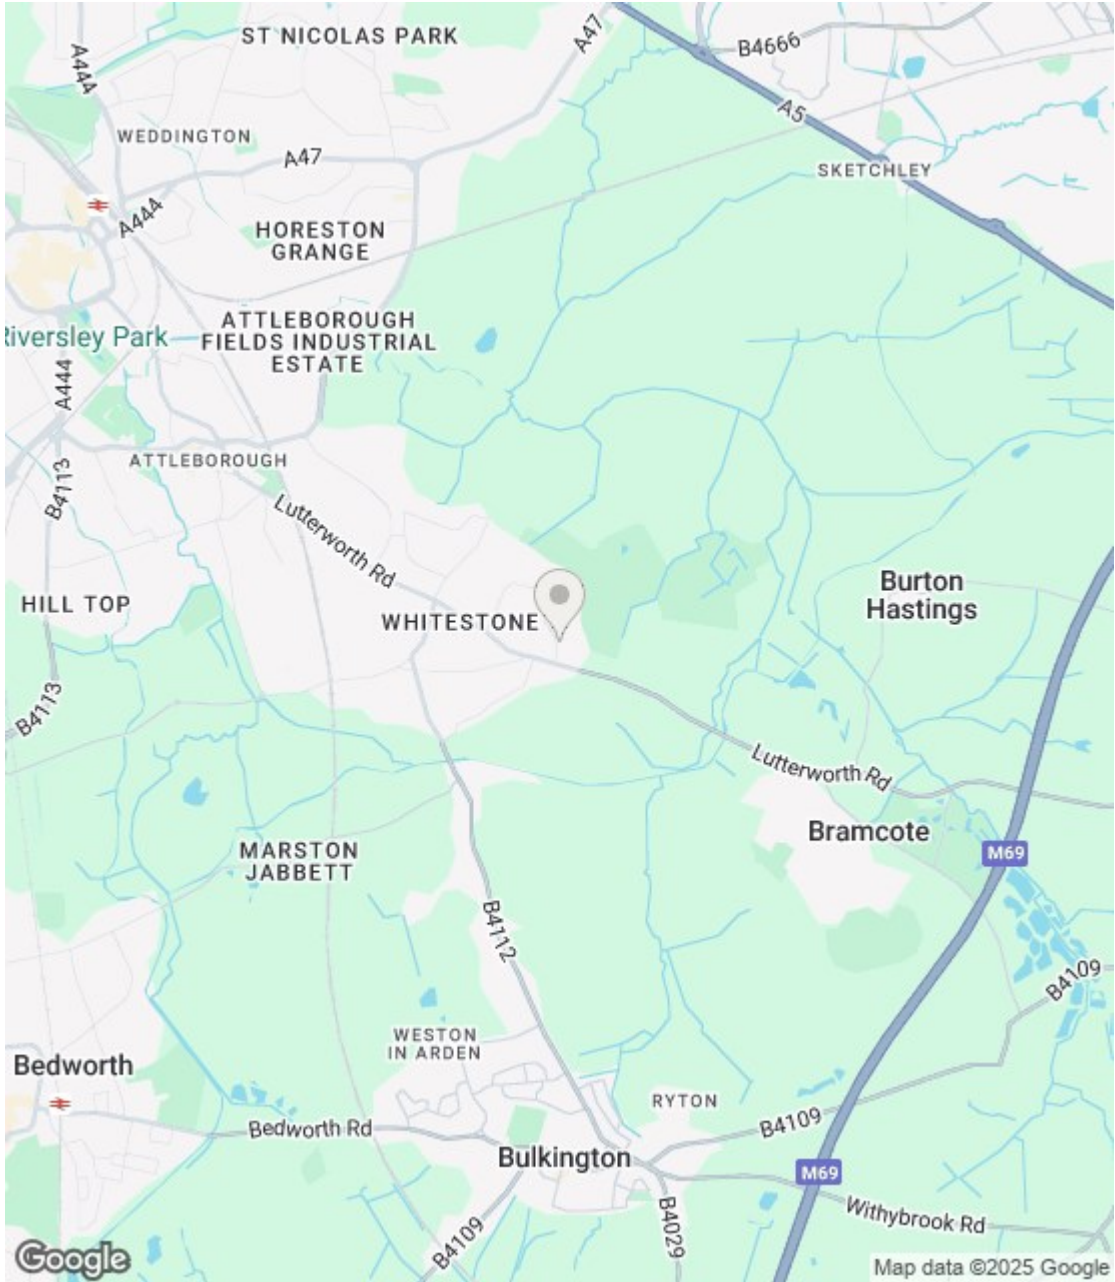 ST NICOLAS PARK
A47
B4666
A444
A5
WEDDINGTON
A47
SKETCHLEY
A444
HORESTON
GRANGE
ATTLEBOROUGH
FIELDS INDUSTRIAL
ESTATE
Riversley Park
A444
ATTLEBOROUGH
B4113
Lutterworth Rd
Burton
Hastings
HILL TOP
WHITESTONE
B4113
Lutterworth Rd
Bramcote
MARSTON
JABBETT
M69
B4112
B4109
WESTON
IN ARDEN
Bedworth
RYTON
B4109
Bedworth Rd
Bulkington
M69
B4109
B4029
Withybrook Rd
Google
Map data ©2025 Google